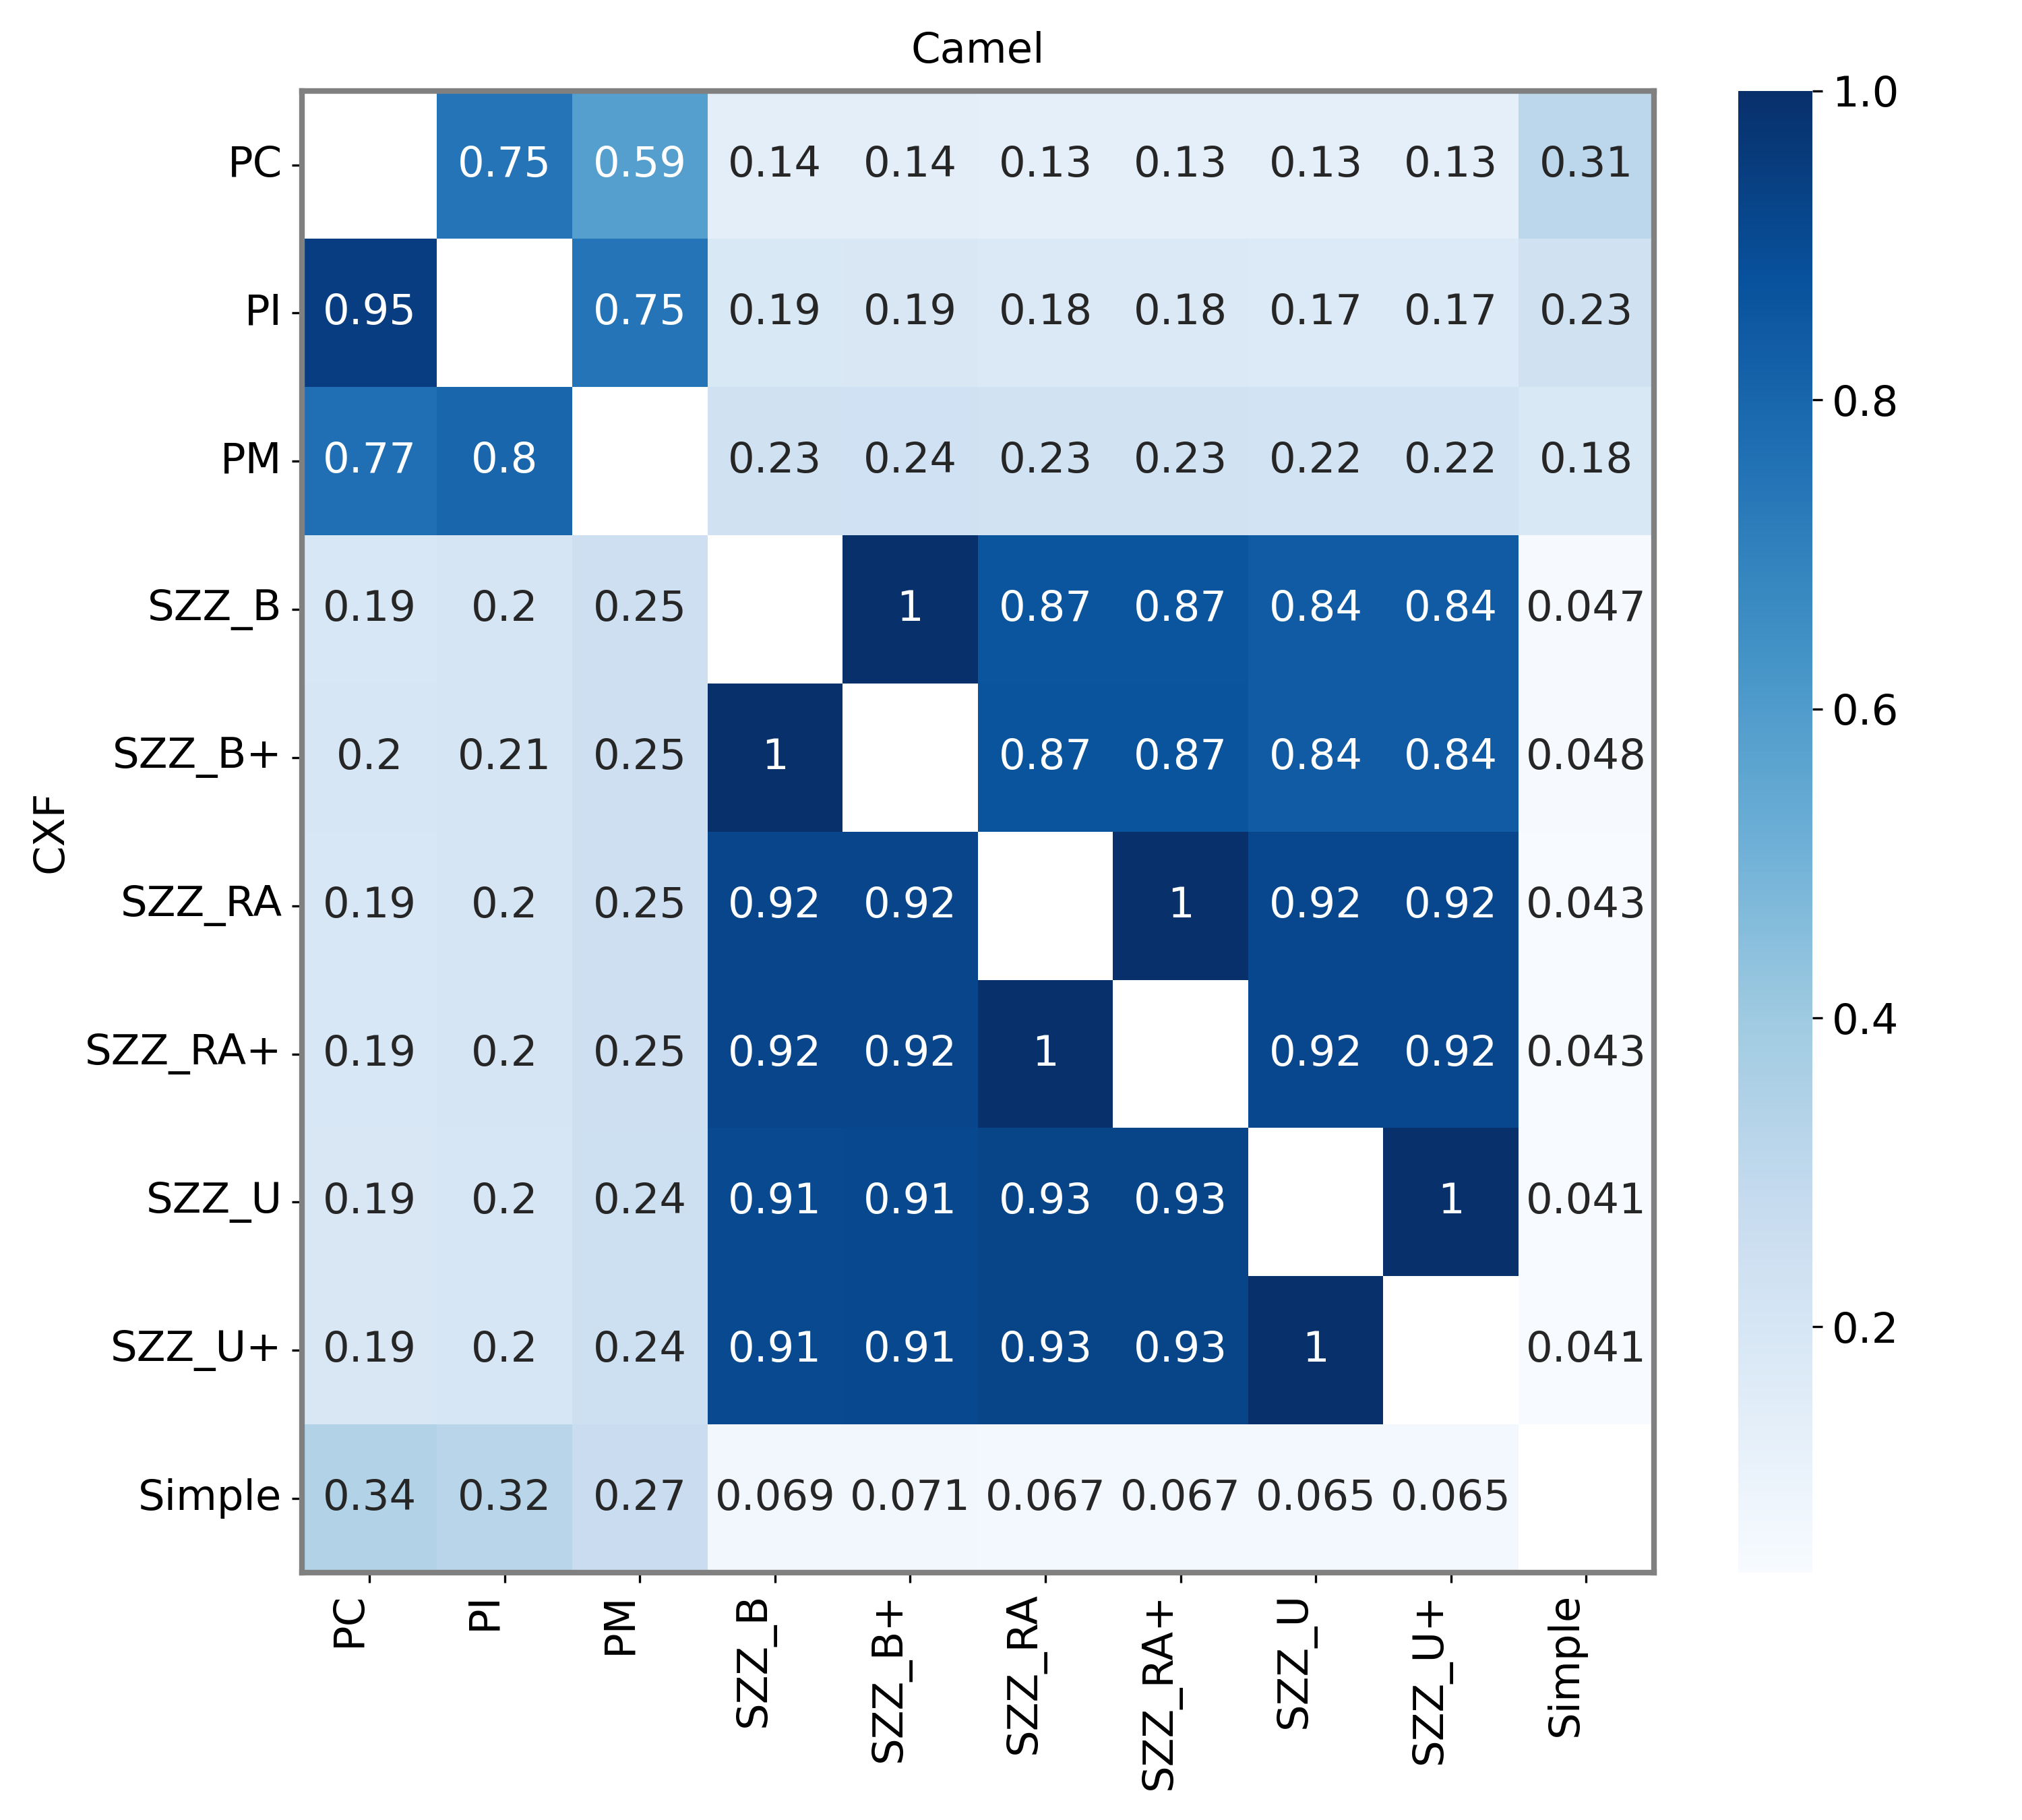 Camel
1.0
PC 0.75 0.59 0.14 0.14 0.13 0.13 0.13 0.13 0.31
PI 0.95 0.75 0.19 0.19 0.18 0.18 0.17 0.17 0.23
0.8
PM 0.77 0.8 0.23 0.24 0.23 0.23 0.22 0.22 0.18
SZZ_B 0.19 0.2 0.25 1 0.87 0.87 0.84 0.84 0.047
0.6
SZZ_B+ 0.2 0.21 0.25 1 0.87 0.87 0.84 0.84 0.048
CXF
SZZ_RA 0.19 0.2 0.25 0.92 0.92 1 0.92 0.92 0.043
0.4
SZZ_RA+ 0.19 0.2 0.25 0.92 0.92 1 0.92 0.92 0.043
SZZ_U 0.19 0.2 0.24 0.91 0.91 0.93 0.93 1 0.041
0.2
SZZ_U+ 0.19 0.2 0.24 0.91 0.91 0.93 0.93 1 0.041
Simple 0.34 0.32 0.27 0.069 0.071 0.067 0.067 0.065 0.065
PC
PI
PM
SZZ_B
SZZ_B+
SZZ_RA
SZZ_RA+
SZZ_U
SZZ_U+
Simple